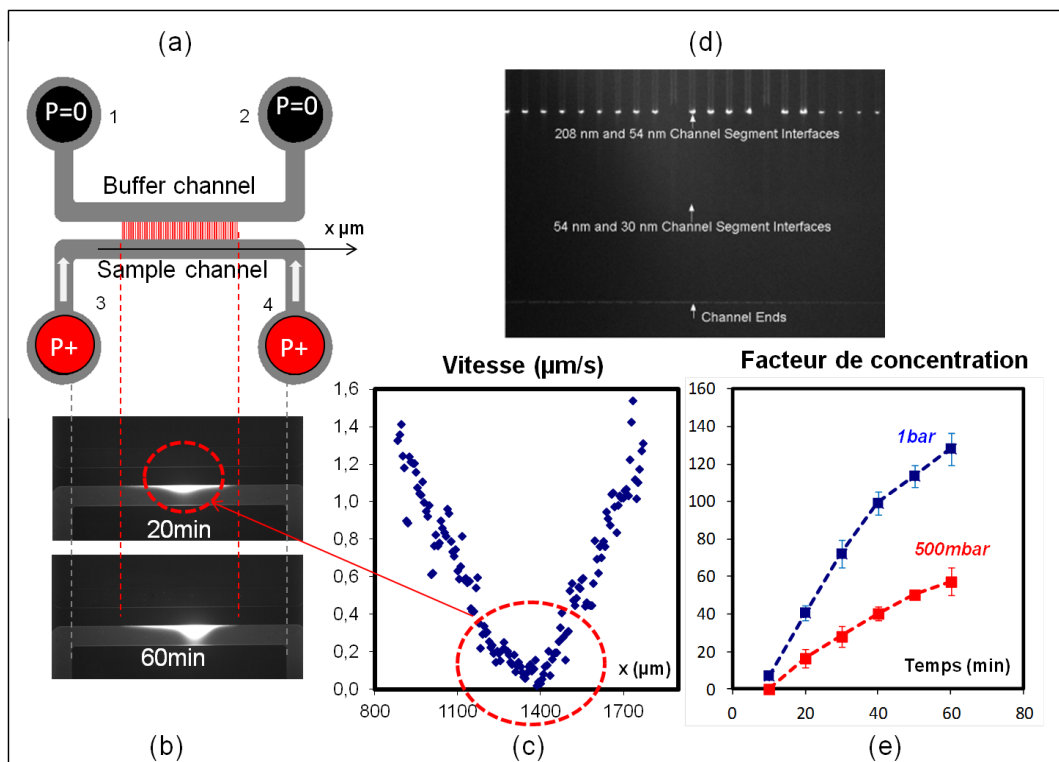 (a)
P=0
1
2
P=0
Buffer channel
x µm
Sample channel
3
4
P+
P+
20min
60min
(b)
(d)
208 nm and 54 nm Channel Segment Interfaces
54 nm and 30 nm Channel Segment Interfaces
Channel Ends
Vitesse (µm/s)
1,6
1,4
1,2
1,0
0,8
0,6
0,4
0,2
0,0
800
1100
1400
1700
x (µm)
(c)
Facteur de concentration
160
140
120
100
80
60
40
20
0
1bar
500mbar
Temps (min)
0
20
40
60
80
(e)